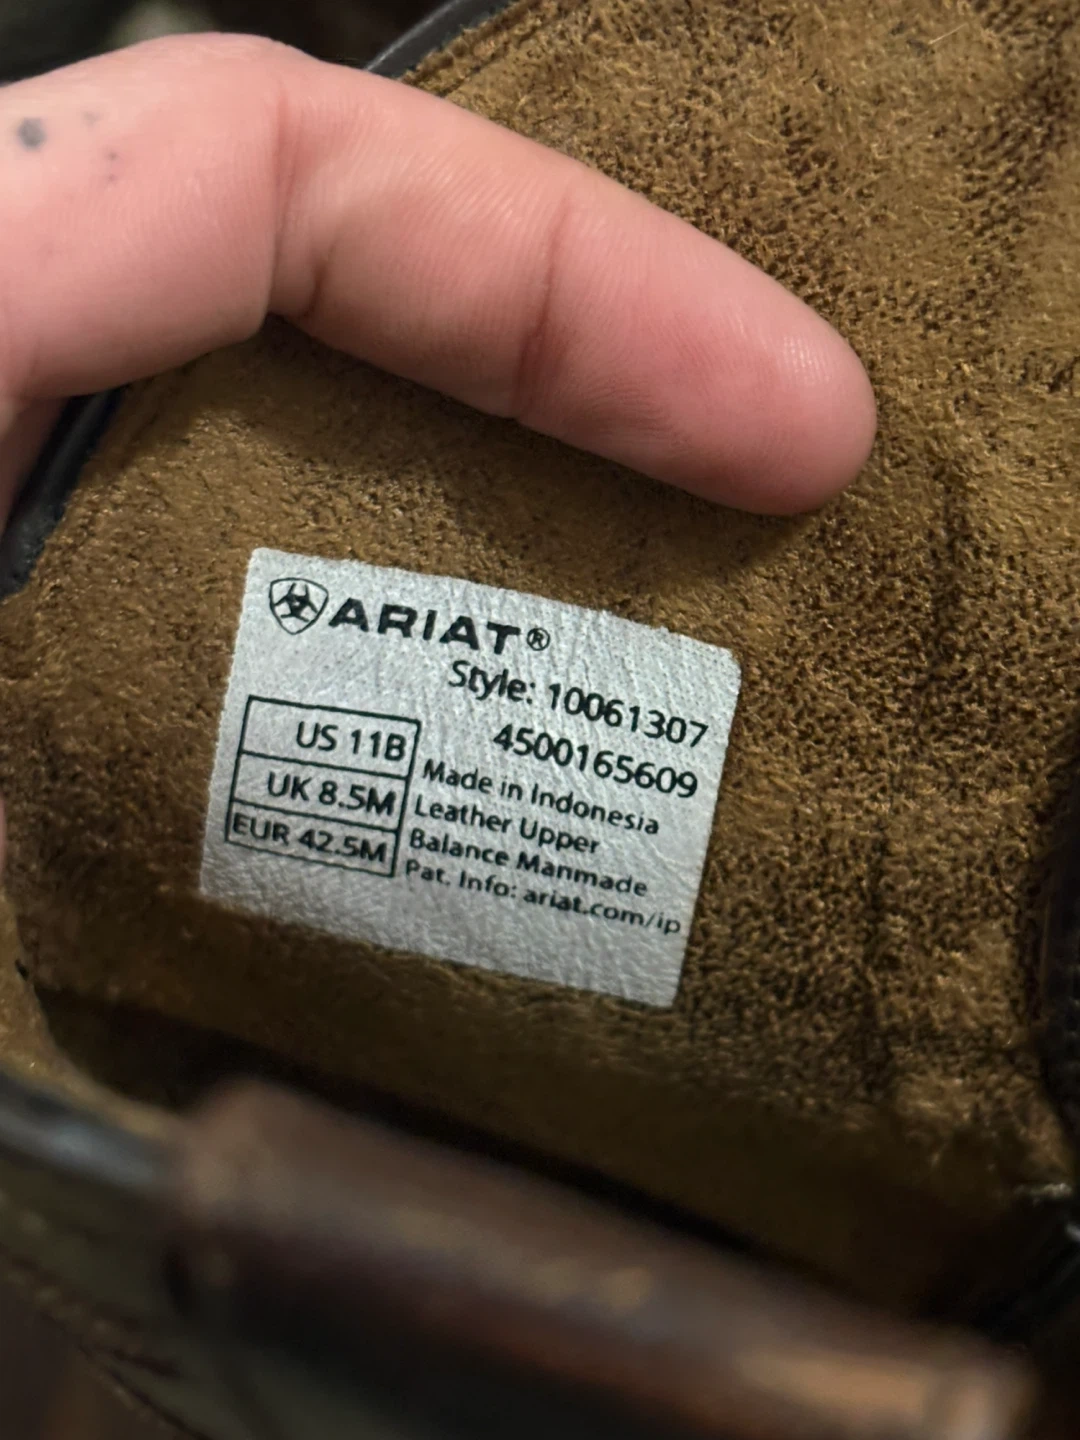 ARIAT®
Style: 10061307
4500165609
US 11B
UK 8.5M
EUR 42.5M
Made in Indonesia
Leather Upper
Balance Manmade
Pat. Info: ariat.com/ip